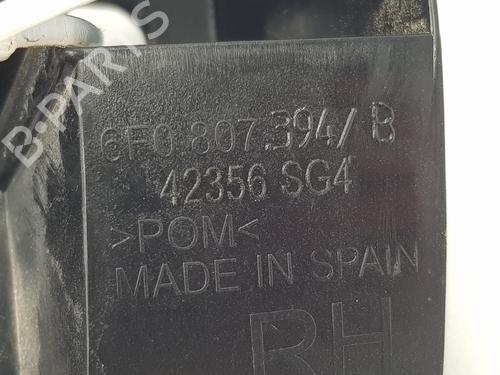 6F0 807 394/ B
42356 SG4
>POM<
MADE IN SPAIN
RH
B-PARTS